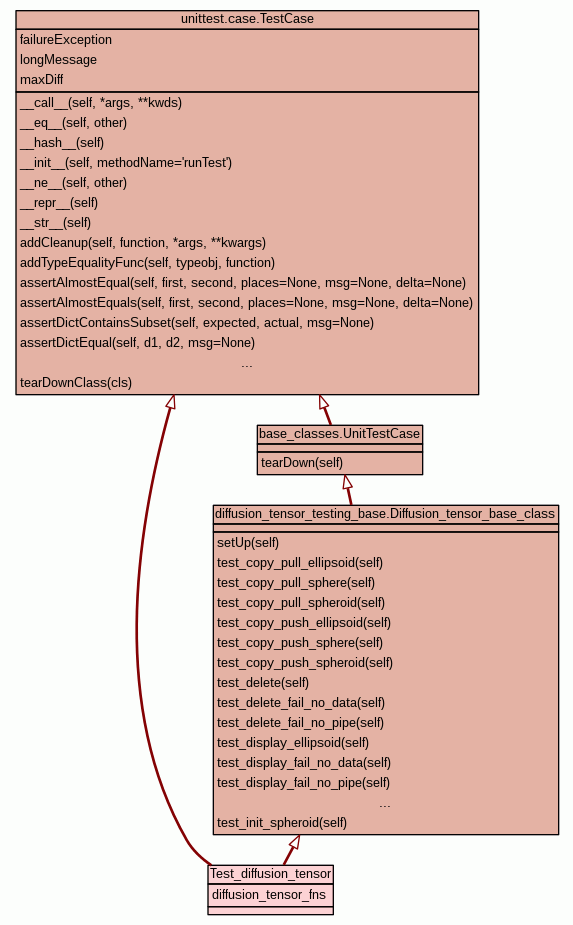 unittest.case.TestCase
failureException
longMessage
maxDiff
__call__(self, *args, **kwds)
__eq__(self, other)
__hash__(self)
__init__(self, methodName='runTest')
__ne__(self, other)
__repr__(self)
__str__(self)
addCleanup(self, function, *args, **kwargs)
addTypeEqualityFunc(self, typeobj, function)
assertAlmostEqual(self, first, second, places=None, msg=None, delta=None)
assertAlmostEquals(self, first, second, places=None, msg=None, delta=None)
assertDictContainsSubset(self, expected, actual, msg=None)
assertDictEqual(self, d1, d2, msg=None)
...
tearDownClass(cls)
base_classes.UnitTestCase
tearDown(self)
diffusion_tensor_testing_base.Diffusion_tensor_base_class
setUp(self)
test_copy_pull_ellipsoid(self)
test_copy_pull_sphere(self)
test_copy_pull_spheroid(self)
test_copy_push_ellipsoid(self)
test_copy_push_sphere(self)
test_copy_push_spheroid(self)
test_delete(self)
test_delete_fail_no_data(self)
test_delete_fail_no_pipe(self)
test_display_ellipsoid(self)
test_display_fail_no_data(self)
test_display_fail_no_pipe(self)
...
test_init_spheroid(self)
Test_diffusion_tensor
diffusion_tensor_fns